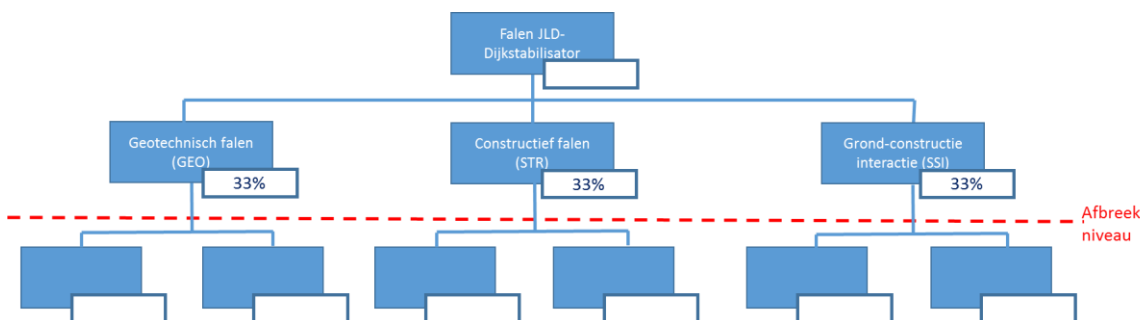 Falen JLD-
Dijkstabilisator
Geotechnisch falen
(GEO)
33%
Constructief falen
(STR)
33%
Grond-constructie
interactie (SSI)
33%
Afbreek
niveau